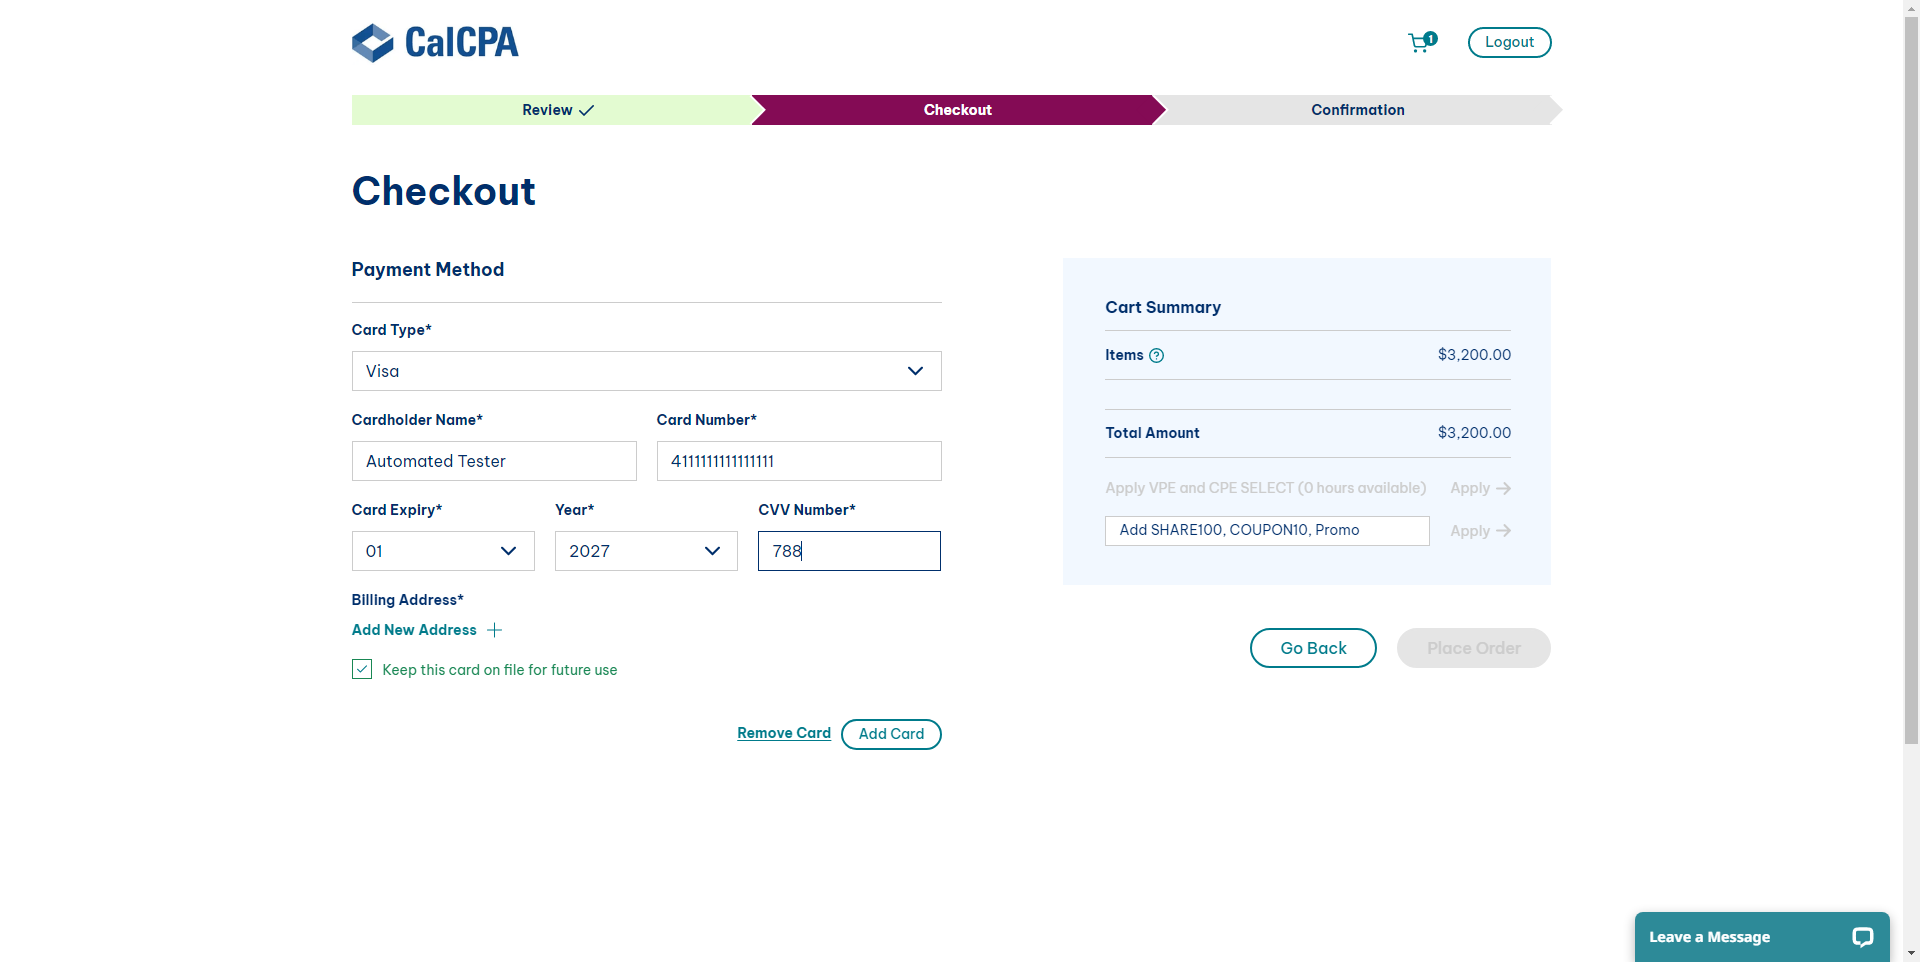 CalCPA
1
Logout
Review
Checkout
Confirmation
Checkout
Payment Method
Card Type*
Visa
Cardholder Name*
Card Number*
Automated Tester
4111111111111111
Card Expiry*
Year*
CVV Number*
01
2027
788
Billing Address*
Add New Address
Keep this card on file for future use
Remove Card
Add Card
Cart Summary
Items
$3,200.00
Total Amount
$3,200.00
Apply VPE and CPE SELECT (0 hours available)
Apply
Add SHARE100, COUPON10, Promo
Apply
Go Back
Place Order
Leave a Message